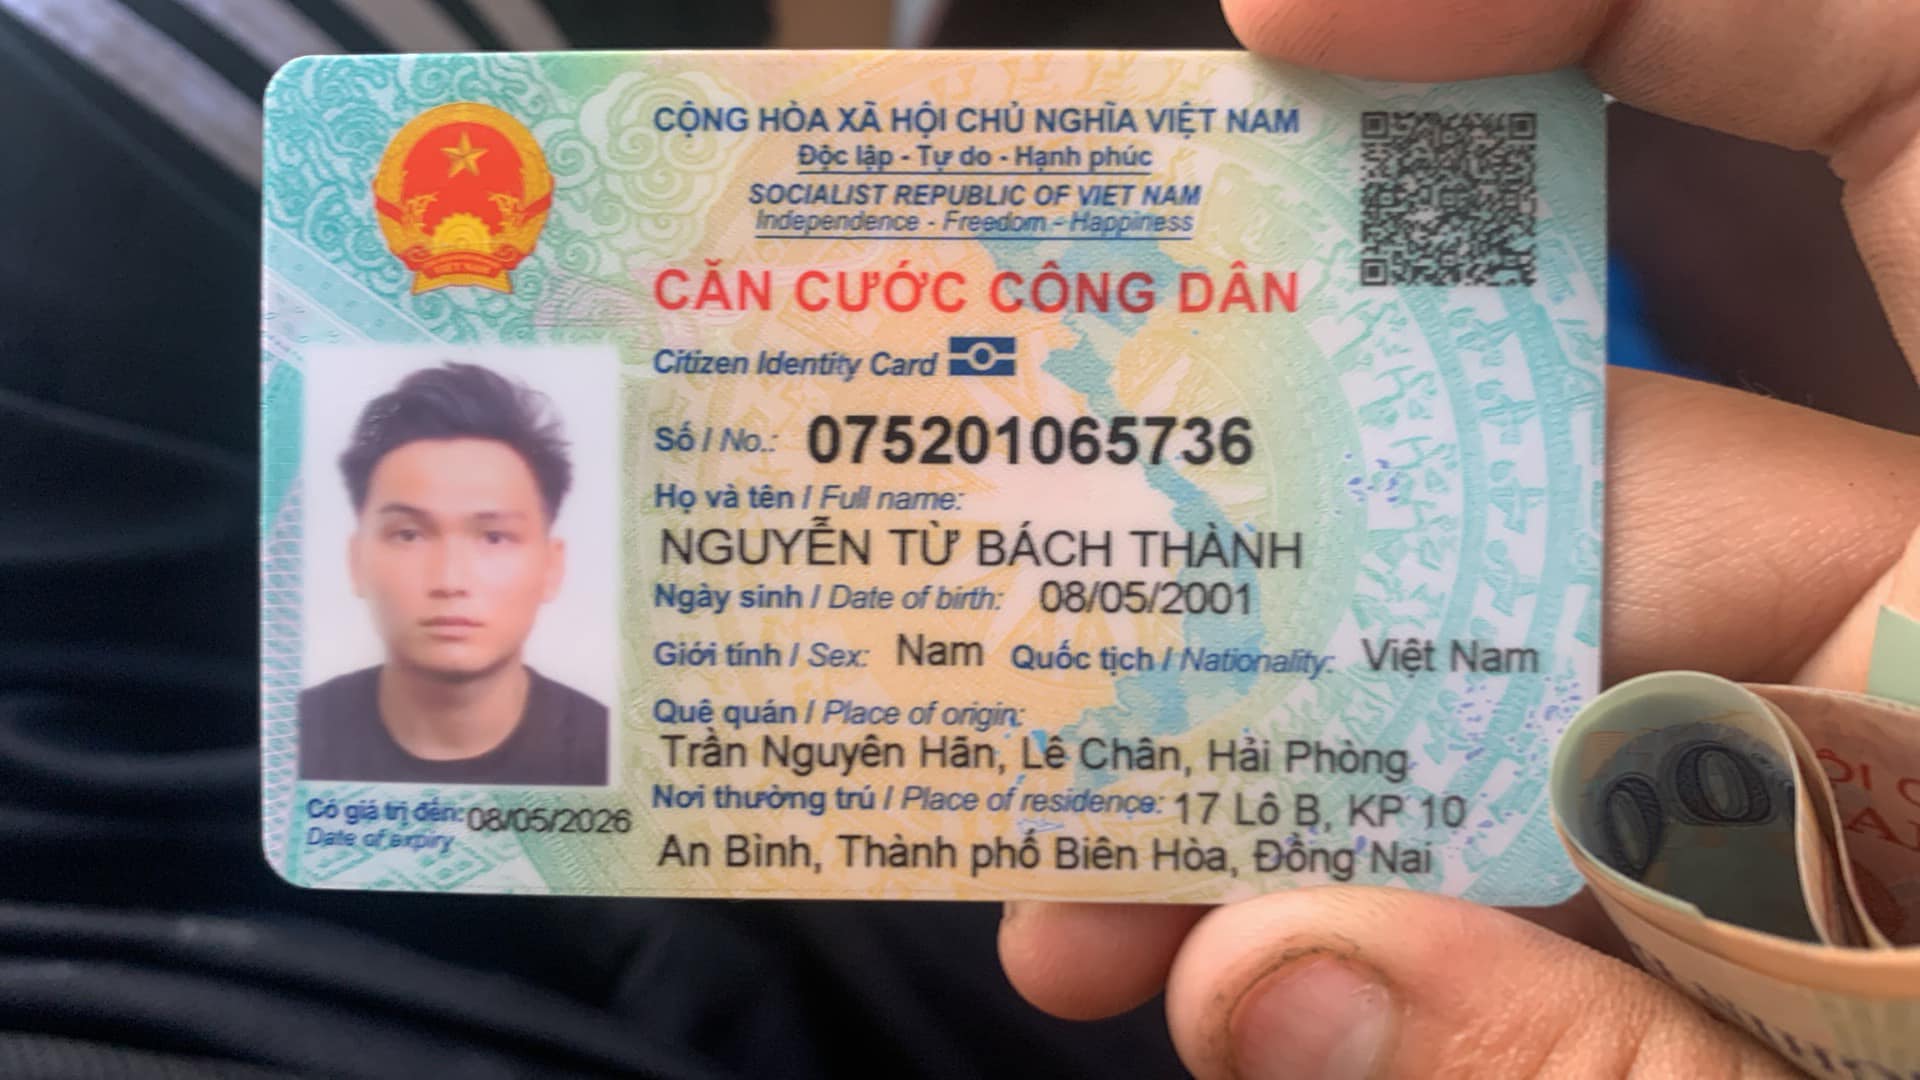 CỘNG HÒA XÃ HỘI CHỦ NGHĨA VIỆT NAM
Độc lập - Tự do - Hạnh phúc
SOCIALIST REPUBLIC OF VIET NAM
Independence - Freedom - Happiness
CĂN CƯỚC CÔNG DÂN
Citizen Identity Card
Số / No.: 075201065736
Họ và tên / Full name:
NGUYỄN TỪ BÁCH THÀNH
Ngày sinh / Date of birth: 08/05/2001
Giới tính / Sex: Nam Quốc tịch / Nationality: Việt Nam
Quê quán / Place of origin:
Trần Nguyên Hãn, Lê Chân, Hải Phòng
Nơi thường trú / Place of residence: 17 Lô B, KP 10
An Bình, Thành phố Biên Hòa, Đồng Nai
Có giá trị đến: 08/05/2026
Date of expiry